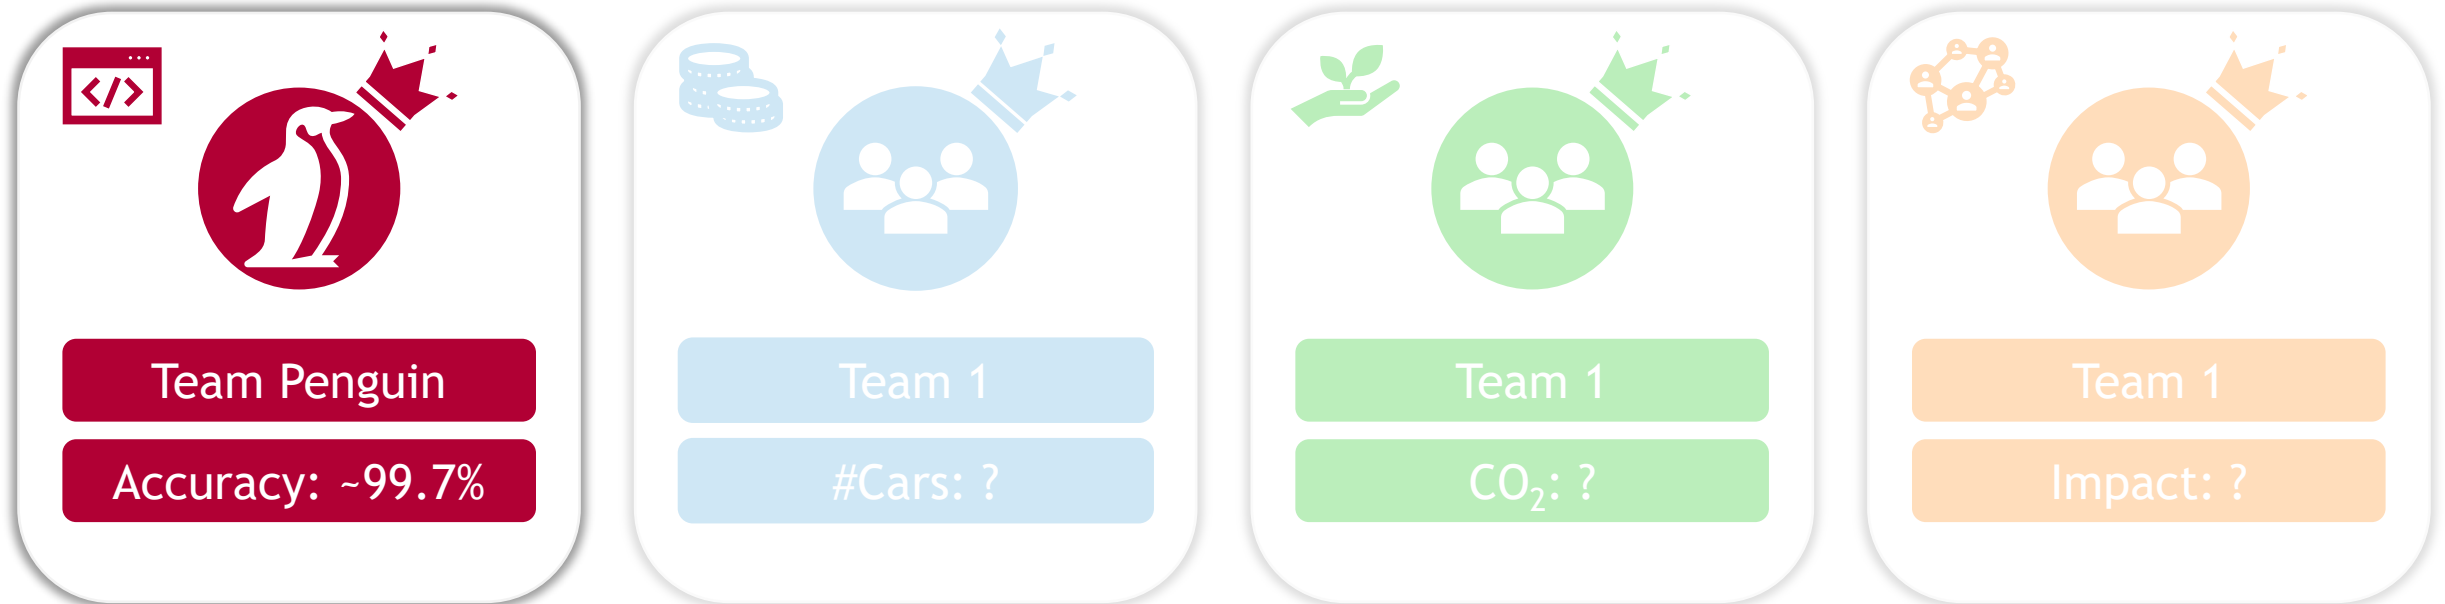 Team Penguin
Accuracy: ~99.7%
Team 1
#Cars: ?
Team 1
CO₂: ?
Team 1
Impact: ?